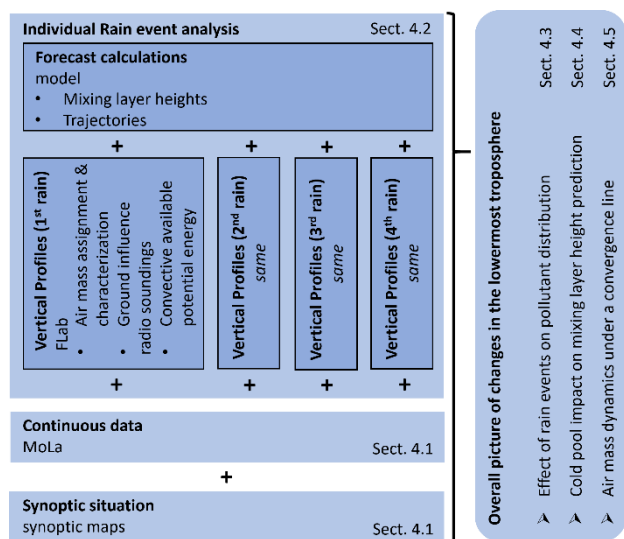 Individual Rain event analysis Sect. 4.2
Forecast calculations
model
• Mixing layer heights
• Trajectories
+ + + +
Vertical Profiles (1st rain)
FLab
• Air mass assignment &
characterization
• Ground influence
radio soundings
• Convective available
potential energy
Vertical Profiles (2nd rain)
same
Vertical Profiles (3rd rain)
same
Vertical Profiles (4th rain)
same
+ + + +
Continuous data
MoLa Sect. 4.1
+
Synoptic situation
synoptic maps Sect. 4.1
Overall picture of changes in the lowermost troposphere
➢ Effect of rain events on pollutant distribution Sect. 4.3
➢ Cold pool impact on mixing layer height prediction Sect. 4.4
➢ Air mass dynamics under a convergence line Sect. 4.5